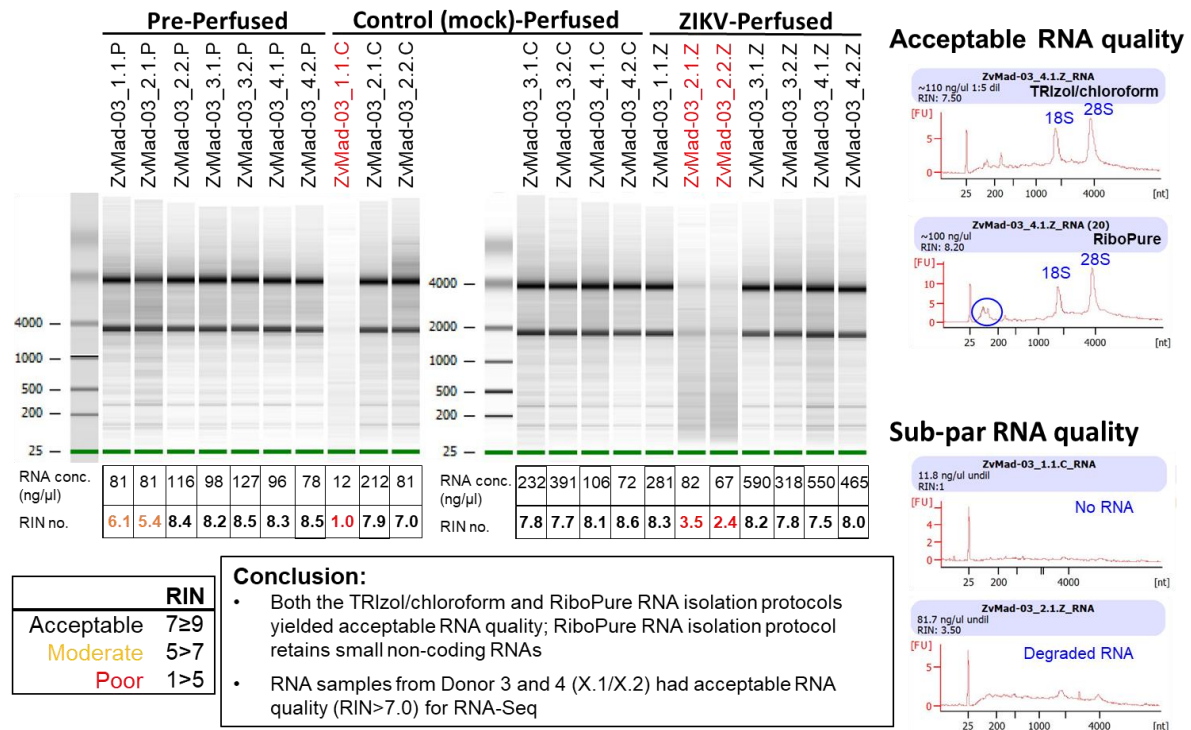 Pre-Perfused
Control (mock)-Perfused
ZIKV-Perfused
ZvMad-03_1.1.P
ZvMad-03_2.1.P
ZvMad-03_2.2.P
ZvMad-03_3.1.P
ZvMad-03_3.2.P
ZvMad-03_4.1.P
ZvMad-03_4.2.P
ZvMad-03_1.1.C
ZvMad-03_2.1.C
ZvMad-03_2.2.C
ZvMad-03_3.1.C
ZvMad-03_3.2.C
ZvMad-03_4.1.C
ZvMad-03_4.2.C
ZvMad-03_1.1.Z
ZvMad-03_2.1.Z
ZvMad-03_2.2.Z
ZvMad-03_3.1.Z
ZvMad-03_3.2.Z
ZvMad-03_4.1.Z
ZvMad-03_4.2.Z
4000
1000
500
200
25
4000
2000
1000
500
200
25
RNA conc. (ng/µl) 81 81 116 98 127 96 78 12 212 81
RIN no. 6.1 5.4 8.4 8.2 8.5 8.3 8.5 1.0 7.9 7.0
RNA conc. (ng/µl) 232 391 106 72 281 82 67 590 318 550 465
RIN no. 7.8 7.7 8.1 8.6 8.3 3.5 2.4 8.2 7.8 7.5 8.0
RIN
Acceptable 7≥9
Moderate 5>7
Poor 1>5
Conclusion:
• Both the TRIzol/chloroform and RiboPure RNA isolation protocols
yielded acceptable RNA quality; RiboPure RNA isolation protocol
retains small non-coding RNAs
• RNA samples from Donor 3 and 4 (X.1/X.2) had acceptable RNA
quality (RIN>7.0) for RNA-Seq
Acceptable RNA quality
ZvMad-03_4.1.Z_RNA
~110 ng/ul 1:5 dil
RIN: 7.50
TRIzol/chloroform
[FU]
18S
28S
5
0
25 200 1000 4000 [nt]
ZvMad-03_4.1.Z_RNA (20)
~100 ng/ul
RIN: 8.20
RiboPure
[FU]
18S
28S
10
5
0
25 200 1000 4000 [nt]
Sub-par RNA quality
ZvMad-03_1.1.C_RNA
11.8 ng/ul undil
RIN:1
[FU]
No RNA
6
4
2
0
25 200 4000 [nt]
ZvMad-03_2.1.Z_RNA
81.7 ng/ul undil
RIN: 3.50
[FU]
Degraded RNA
5
0
25 200 1000 4000 [nt]